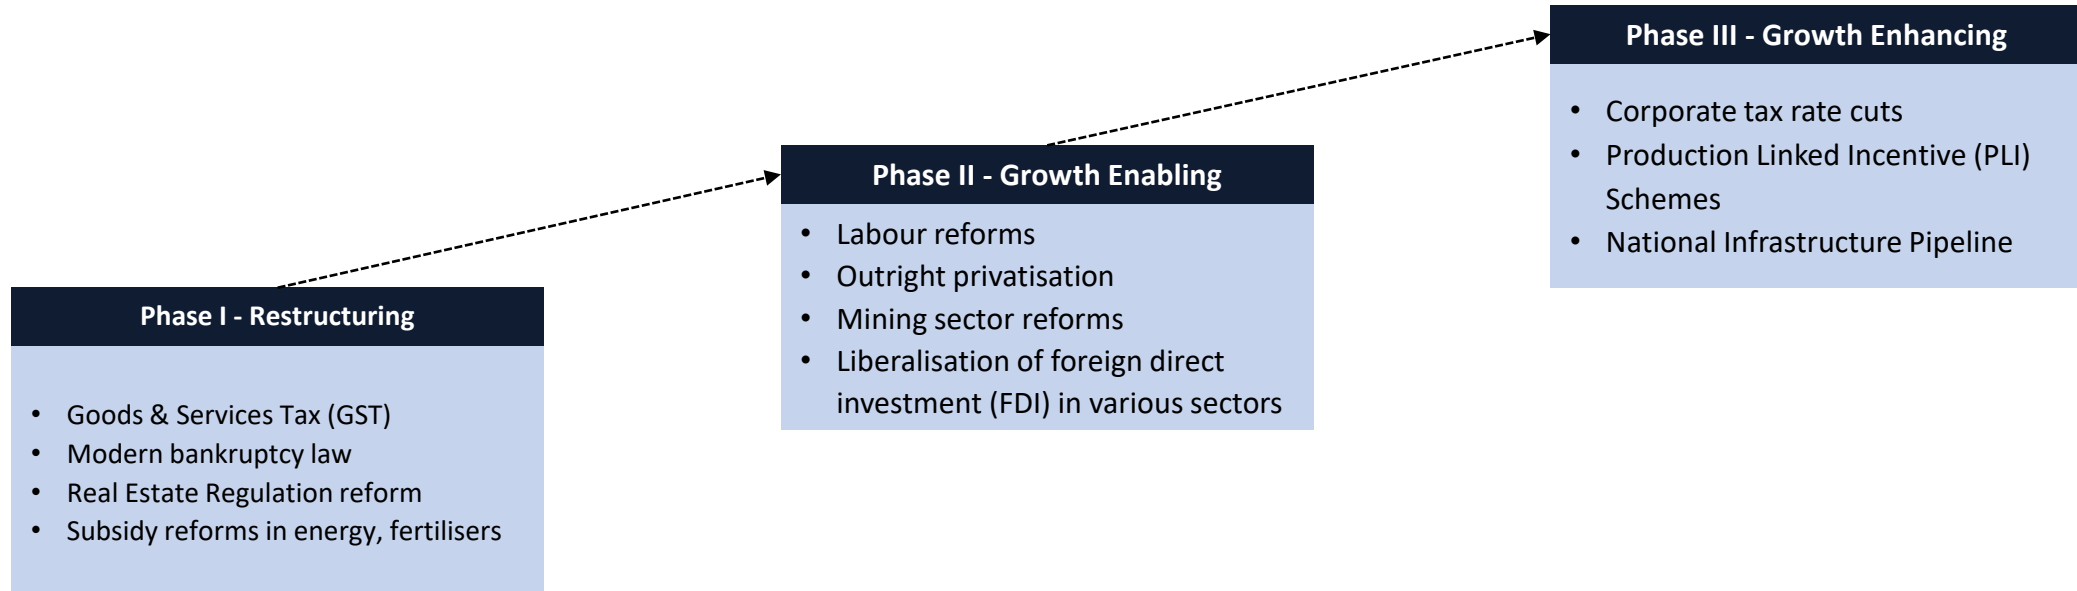 Phase I - Restructuring
• Goods & Services Tax (GST)
• Modern bankruptcy law
• Real Estate Regulation reform
• Subsidy reforms in energy, fertilisers
Phase II - Growth Enabling
• Labour reforms
• Outright privatisation
• Mining sector reforms
• Liberalisation of foreign direct
investment (FDI) in various sectors
Phase III - Growth Enhancing
• Corporate tax rate cuts
• Production Linked Incentive (PLI)
Schemes
• National Infrastructure Pipeline